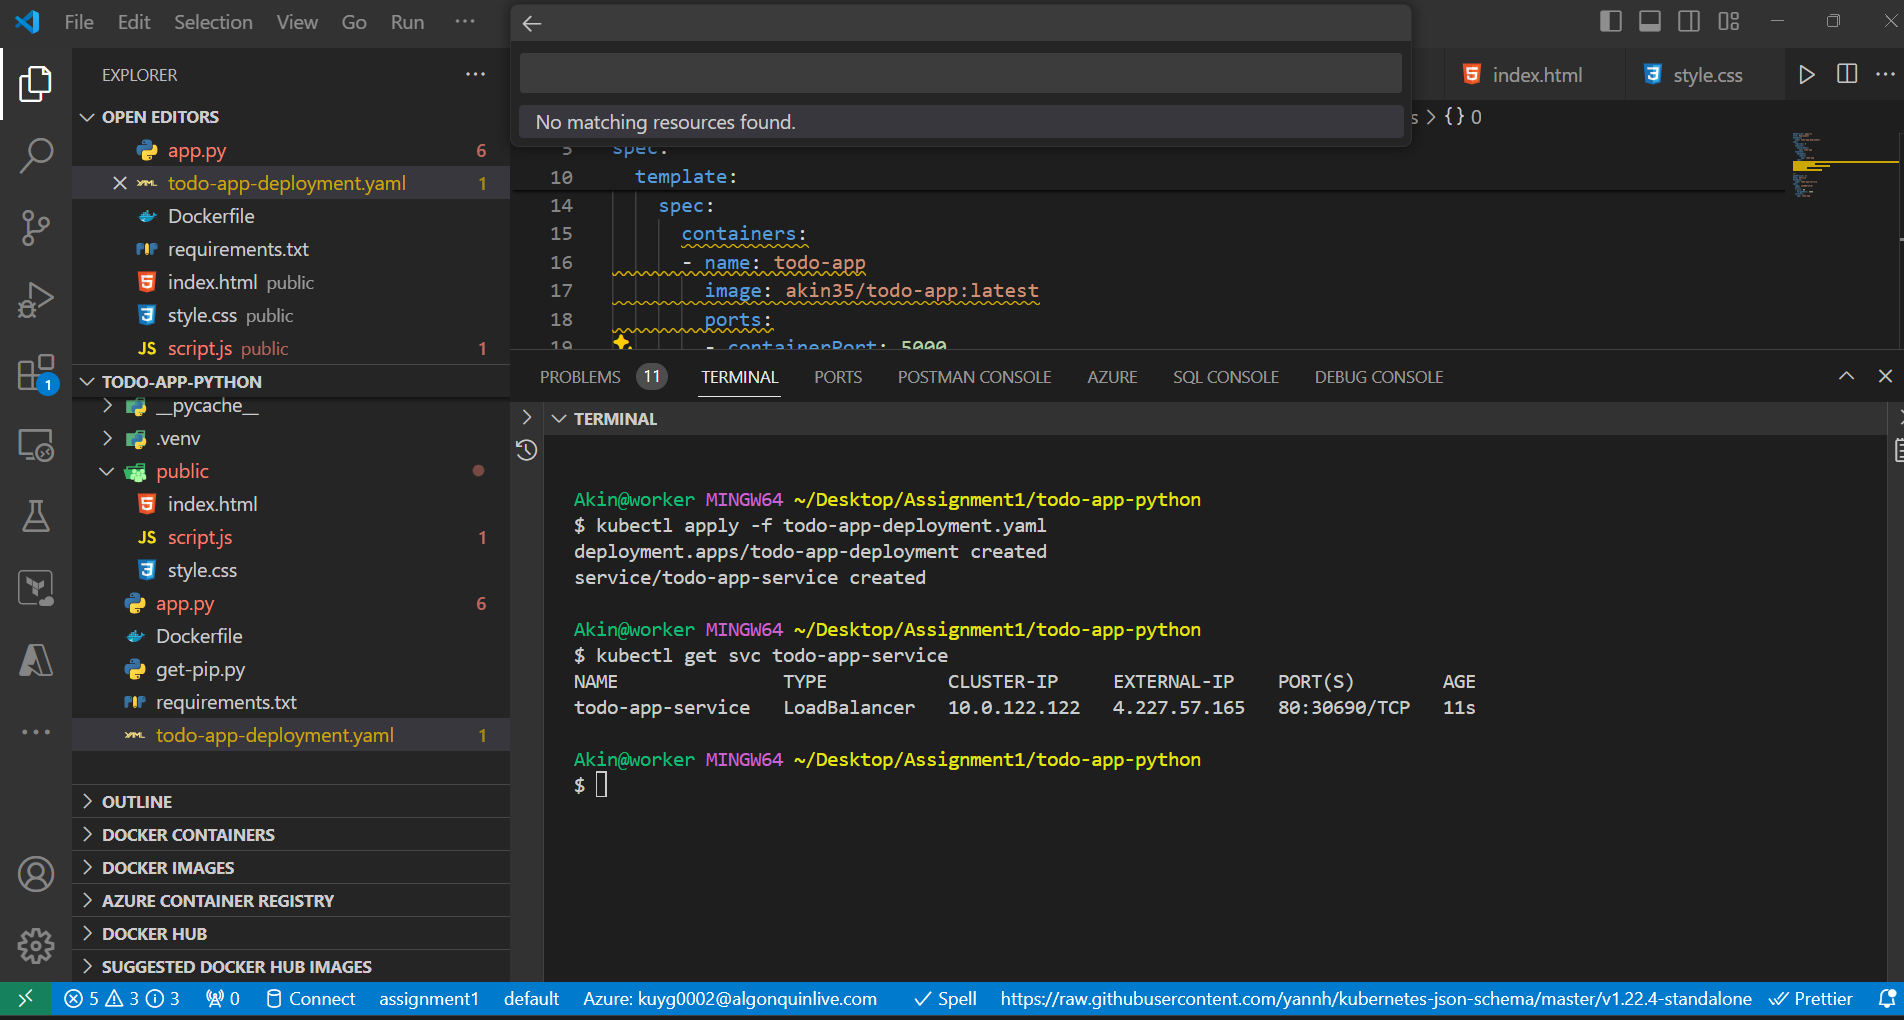 File Edit Selection View Go Run ···
No matching resources found.
index.html
style.css
s > {} 0
EXPLORER
OPEN EDITORS
app.py 6
todo-app-deployment.yaml 1
Dockerfile
requirements.txt
index.html public
style.css public
script.js public 1
TODO-APP-PYTHON
__pycache__
.venv
public
index.html
script.js 1
style.css
app.py 6
Dockerfile
get-pip.py
requirements.txt
todo-app-deployment.yaml 1
OUTLINE
DOCKER CONTAINERS
DOCKER IMAGES
AZURE CONTAINER REGISTRY
DOCKER HUB
SUGGESTED DOCKER HUB IMAGES
5 spec:
10 template:
14 spec:
15 containers:
16 - name: todo-app
17 image: akin35/todo-app:latest
18 ports:
19 - containerPort: 5000
PROBLEMS 11 TERMINAL PORTS POSTMAN CONSOLE AZURE SQL CONSOLE DEBUG CONSOLE
TERMINAL
Akin@worker MINGW64 ~/Desktop/Assignment1/todo-app-python
$ kubectl apply -f todo-app-deployment.yaml
deployment.apps/todo-app-deployment created
service/todo-app-service created
Akin@worker MINGW64 ~/Desktop/Assignment1/todo-app-python
$ kubectl get svc todo-app-service
NAME TYPE CLUSTER-IP EXTERNAL-IP PORT(S) AGE
todo-app-service LoadBalancer 10.0.122.122 4.227.57.165 80:30690/TCP 11s
Akin@worker MINGW64 ~/Desktop/Assignment1/todo-app-python
$
1
5 3 3 0 Connect assignment1 default Azure: kuyg0002@algonquinlive.com Spell https://raw.githubusercontent.com/yannh/kubernetes-json-schema/master/v1.22.4-standalone Prettier